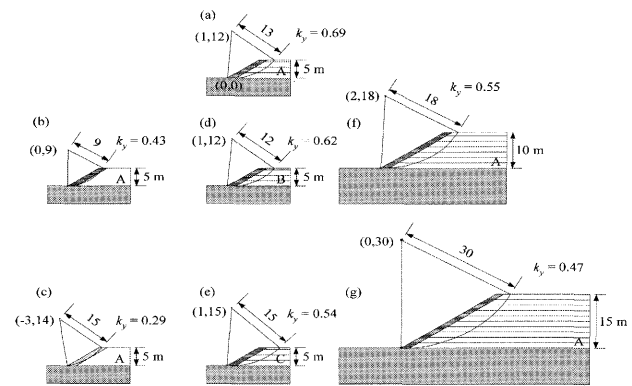 (a)
(1,12)
13
k_y = 0.69
A
5 m
(0,0)
(b)
(0,9)
9
k_y = 0.43
A
5 m
(d)
(1,12)
12
k_y = 0.62
B
5 m
(2,18)
18
k_y = 0.55
(f)
A
10 m
(c)
(-3,14)
15
k_y = 0.29
A
5 m
(e)
(1,15)
15
k_y = 0.54
C
5 m
(0,30)
30
k_y = 0.47
(g)
A
15 m